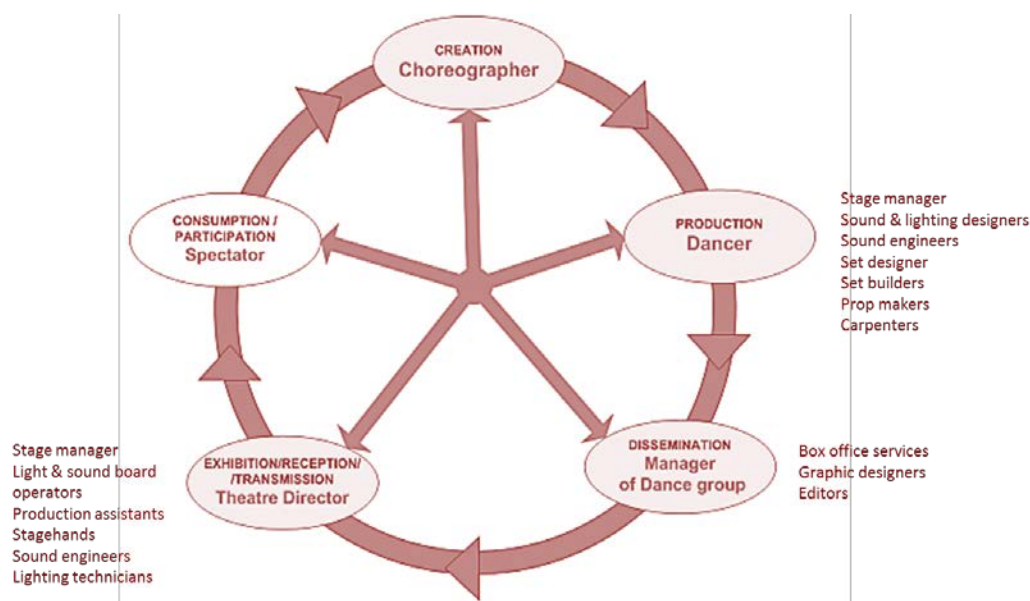 CREATION
Choreographer
PRODUCTION
Dancer
Stage manager
Sound & lighting designers
Sound engineers
Set designer
Set builders
Prop makers
Carpenters
DISSEMINATION
Manager
of Dance group
Box office services
Graphic designers
Editors
EXHIBITION/RECEPTION/
/TRANSMISSION
Theatre Director
Stage manager
Light & sound board
operators
Production assistants
Stagehands
Sound engineers
Lighting technicians
CONSUMPTION /
PARTICIPATION
Spectator